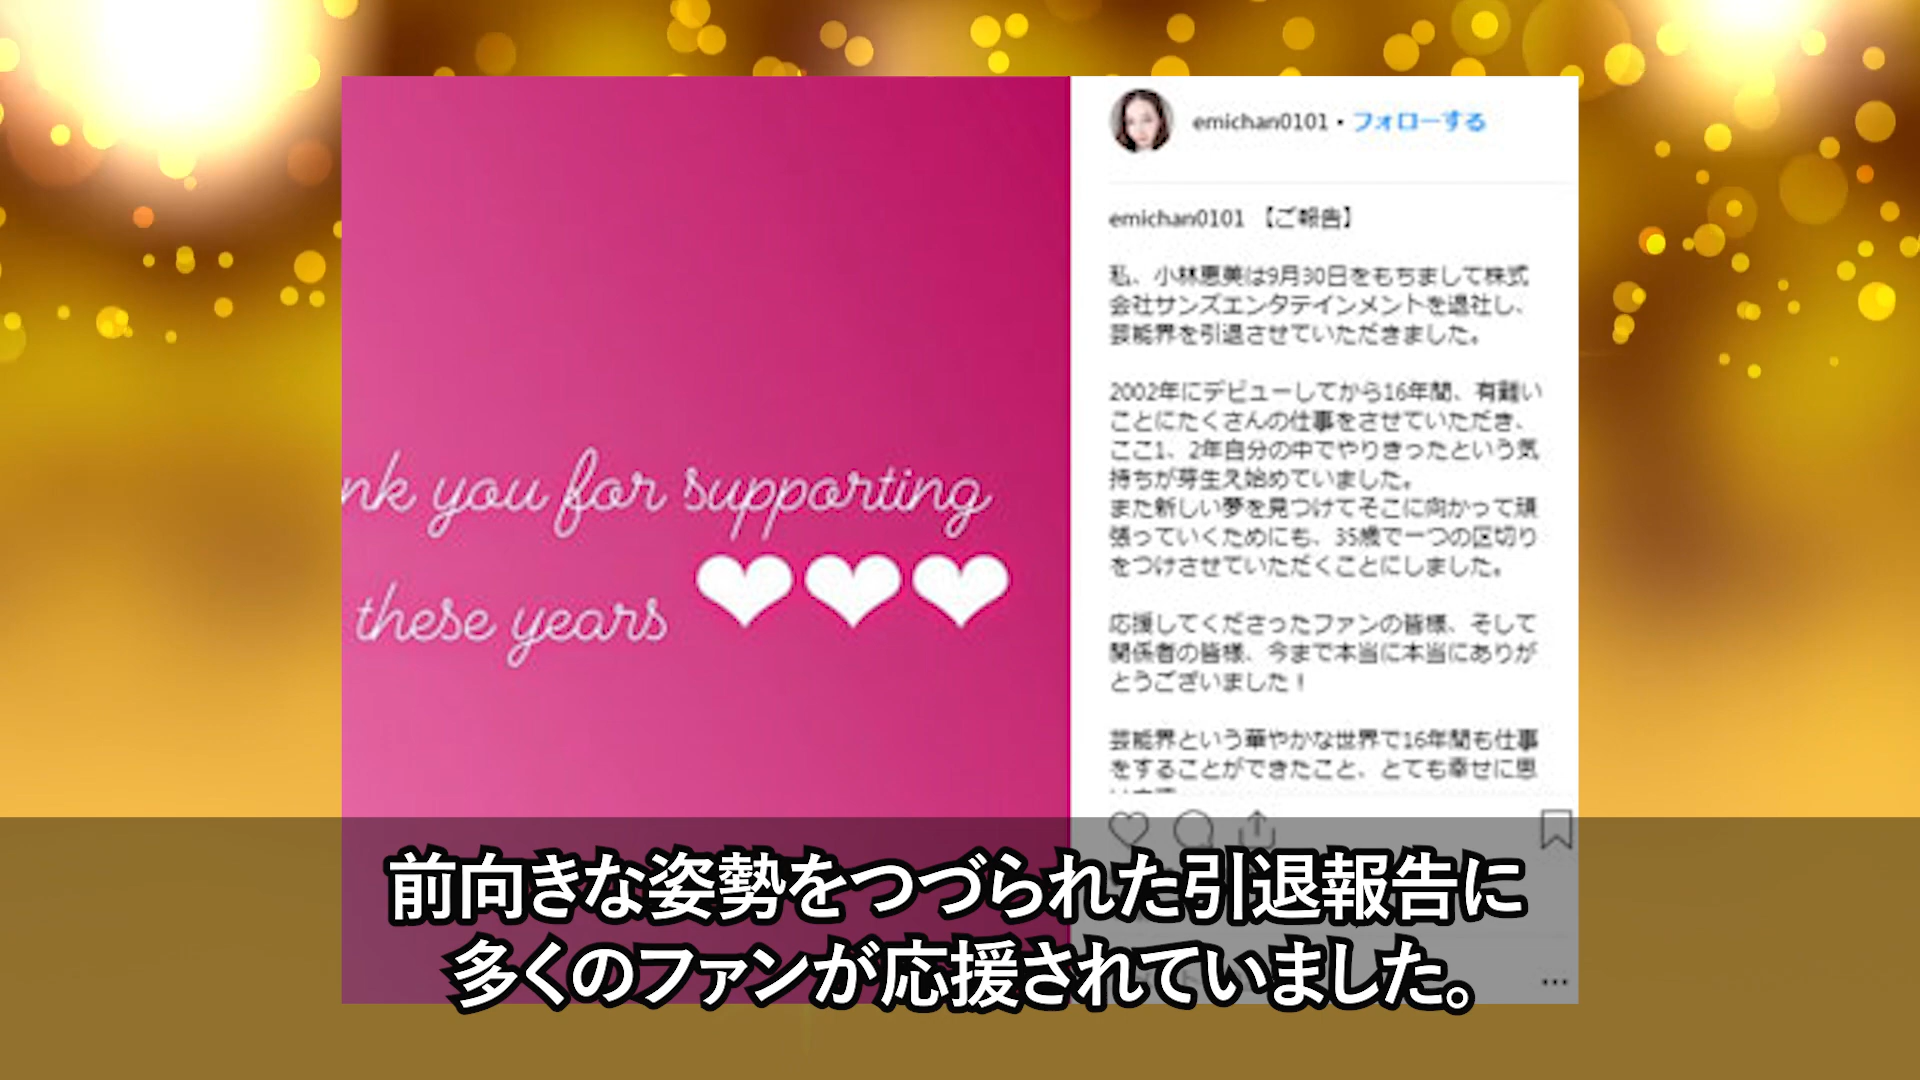 nk you for supporting
these years
emichan0101・フォローする
emichan0101 【ご報告】
私、小林恵美は9月30日をもちまして株式
会社サンズエンタテインメントを退社し、
芸能界を引退させていただきました。
2002年にデビューしてから16年間、有難い
ことにたくさんの仕事をさせていただき、
ここ1、2年自分の中でやりきったという気
持ちが芽生え始めていました。
また新しい夢を見つけてそこに向かって頑
張っていくためにも、35歳で一つの区切り
をつけさせていただくことにしました。
応援してくださったファンの皆様、そして
関係者の皆様、今まで本当に本当にありが
とうございました！
芸能界という華やかな世界で16年間も仕事
をすることができたこと、とても幸せに思
前向きな姿勢をつづられた引退報告に
多くのファンが応援されていました。